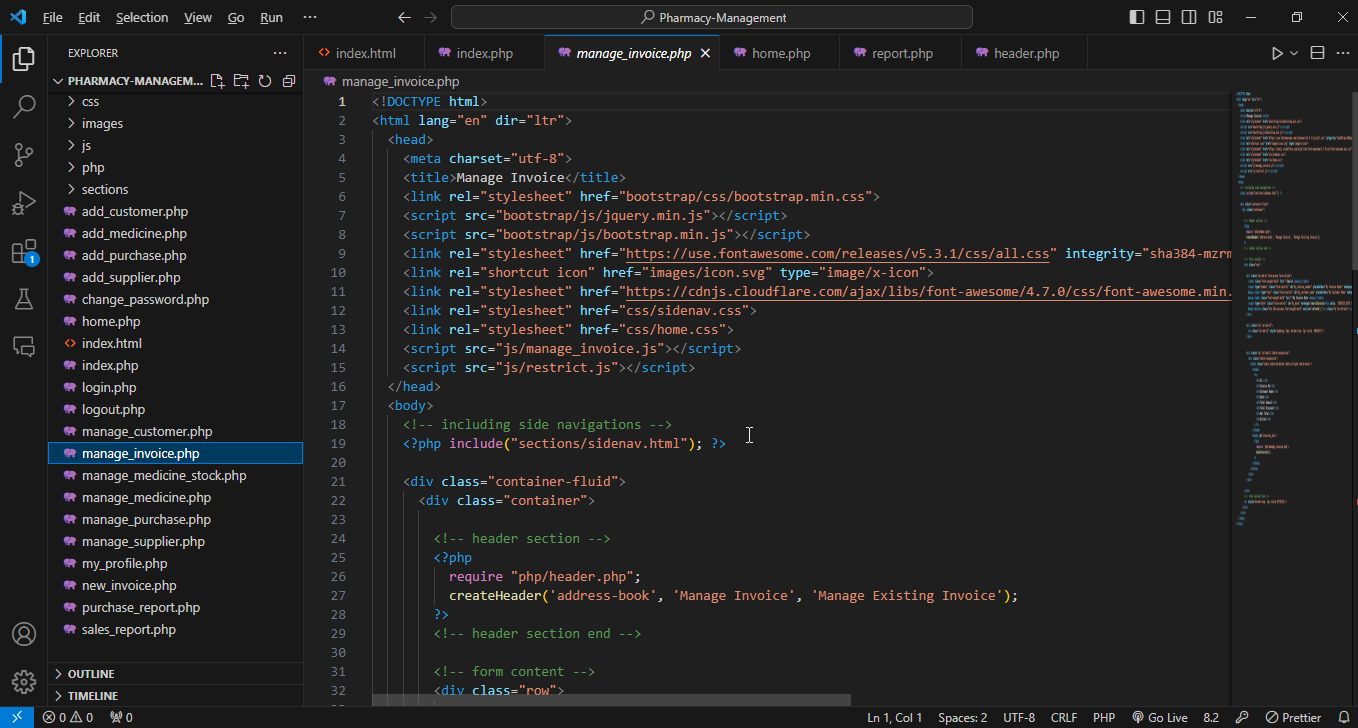 File Edit Selection View Go Run ··· Pharmacy-Management
EXPLORER ···
PHARMACY-MANAGEM...
css
images
js
php
sections
add_customer.php
add_medicine.php
add_purchase.php
add_supplier.php
change_password.php
home.php
index.html
index.php
login.php
logout.php
manage_customer.php
manage_invoice.php
manage_medicine_stock.php
manage_medicine.php
manage_purchase.php
manage_supplier.php
my_profile.php
new_invoice.php
purchase_report.php
sales_report.php
OUTLINE
TIMELINE
1
index.html index.php manage_invoice.php home.php report.php header.php
manage_invoice.php
1 <!DOCTYPE html>
2 <html lang="en" dir="ltr">
3 <head>
4 <meta charset="utf-8">
5 <title>Manage Invoice</title>
6 <link rel="stylesheet" href="bootstrap/css/bootstrap.min.css">
7 <script src="bootstrap/js/jquery.min.js"></script>
8 <script src="bootstrap/js/bootstrap.min.js"></script>
9 <link rel="stylesheet" href="https://use.fontawesome.com/releases/v5.3.1/css/all.css" integrity="sha384-mzrm
10 <link rel="shortcut icon" href="images/icon.svg" type="image/x-icon">
11 <link rel="stylesheet" href="https://cdnjs.cloudflare.com/ajax/libs/font-awesome/4.7.0/css/font-awesome.min.
12 <link rel="stylesheet" href="css/sidenav.css">
13 <link rel="stylesheet" href="css/home.css">
14 <script src="js/manage_invoice.js"></script>
15 <script src="js/restrict.js"></script>
16 </head>
17 <body>
18 <!-- including side navigations -->
19 <?php include("sections/sidenav.html"); ?>
20
21 <div class="container-fluid">
22 <div class="container">
23
24 <!-- header section -->
25 <?php
26 require "php/header.php";
27 createHeader('address-book', 'Manage Invoice', 'Manage Existing Invoice');
28 ?>
29 <!-- header section end -->
30
31 <!-- form content -->
32 <div class="row">
0 0 0 Ln 1, Col 1 Spaces: 2 UTF-8 CRLF PHP Go Live 8.2 Prettier